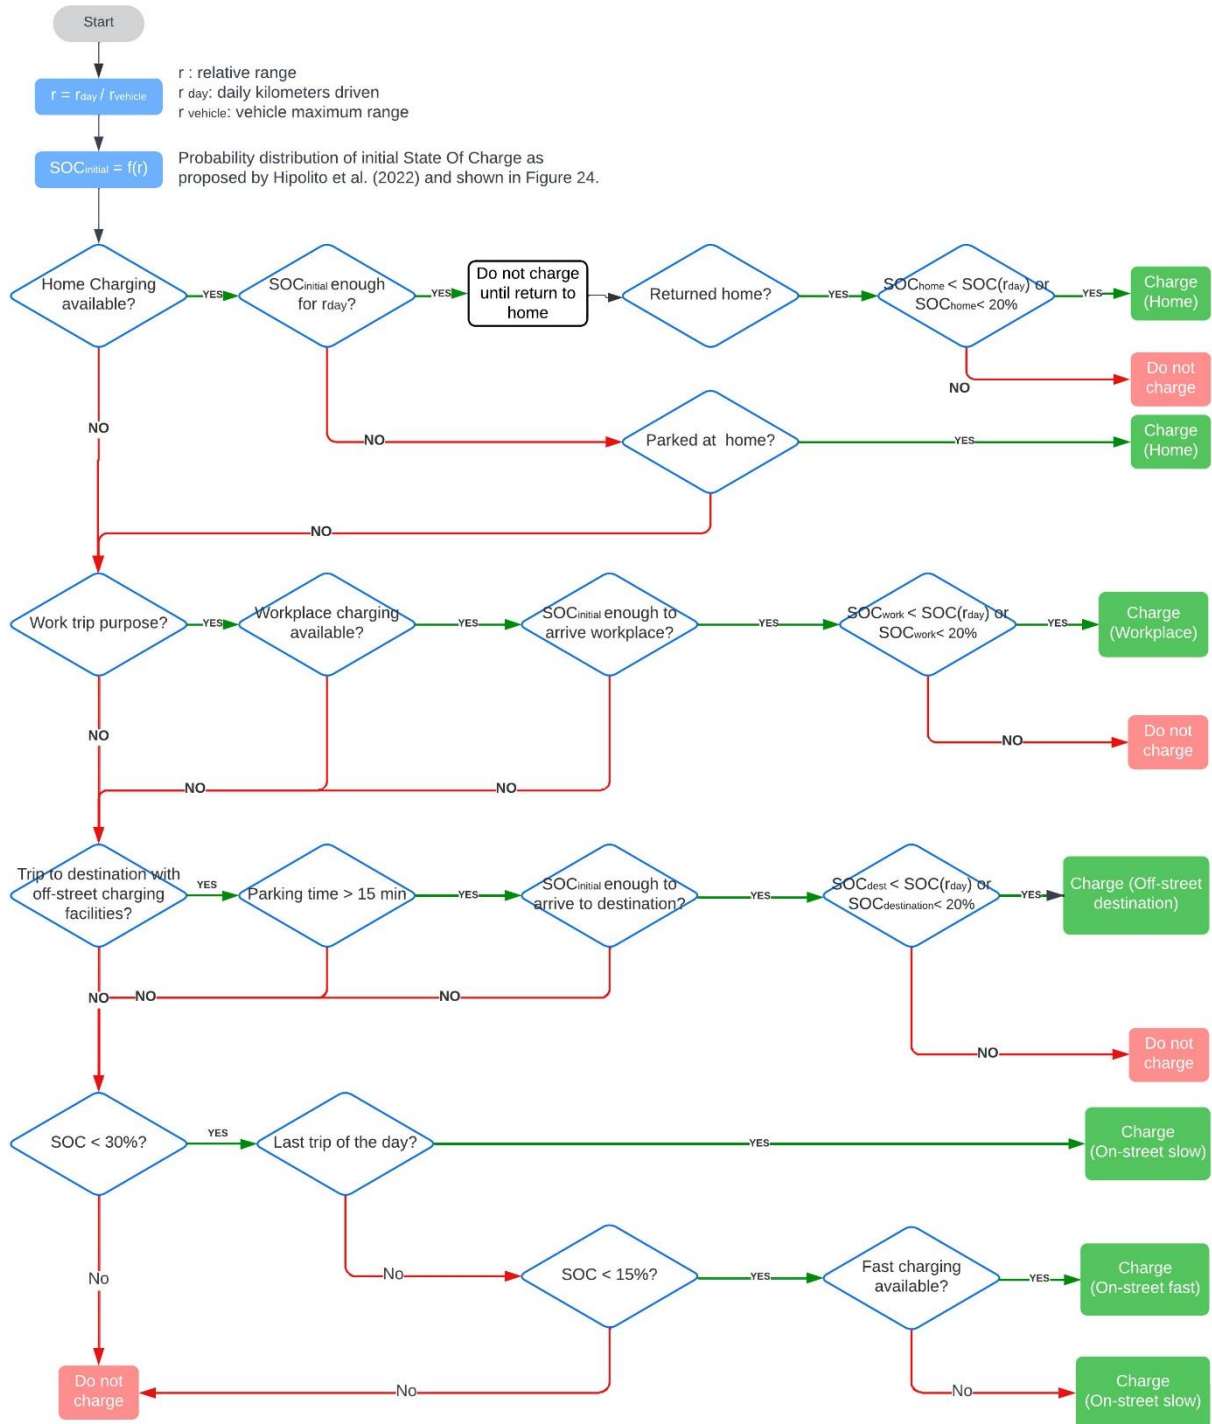 Start
r = rday / rvehicle
r : relative range
r day: daily kilometers driven
r vehicle: vehicle maximum range
SOCinitial = f(r)
Probability distribution of initial State Of Charge as
proposed by Hipolito et al. (2022) and shown in Figure 24.
Home Charging
available?
YES
SOCinitial enough
for rday?
YES
Do not charge
until return to
home
Returned home?
YES
SOChome < SOC(rday) or
SOChome< 20%
YES
Charge
(Home)
NO
Do not
charge
NO
NO
Parked at  home?
YES
Charge
(Home)
NO
Work trip purpose?
YES
Workplace charging
available?
YES
SOCinitial enough to
arrive workplace?
YES
SOCwork < SOC(rday) or
SOCwork< 20%
YES
Charge
(Workplace)
NO
NO
Do not
charge
NO
NO
Trip to destination with
off-street charging
facilities?
YES
Parking time > 15 min
YES
SOCinitial enough to
arrive to destination?
YES
SOCdest < SOC(rday) or
SOCdestination< 20%
YES
Charge (Off-street
destination)
NO
NO
NO
NO
Do not
charge
SOC < 30%?
YES
Last trip of the day?
YES
Charge
(On-street slow)
No
No
SOC < 15%?
YES
Fast charging
available?
YES
Charge
(On-street fast)
Do not
charge
No
No
Charge
(On-street slow)